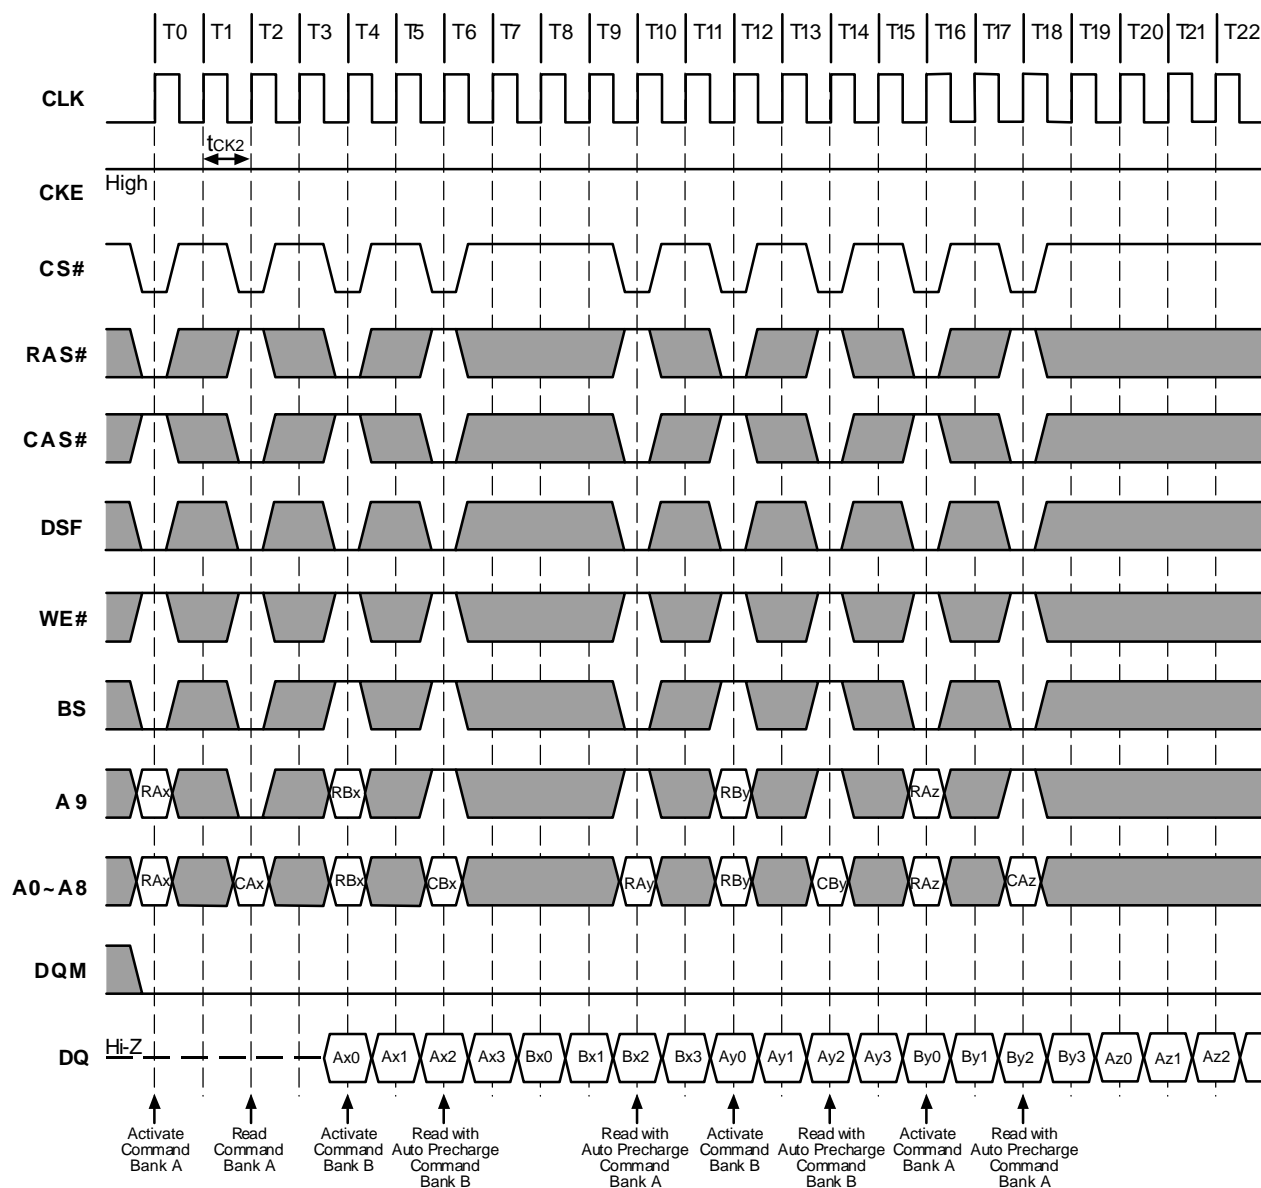 T0 T1 T2 T3 T4 T5 T6 T7 T8 T9 T10 T11 T12 T13 T14 T15 T16 T17 T18 T19 T20 T21 T22
CLK
tCK2
High
CKE
CS#
RAS#
CAS#
DSF
WE#
BS
A9 RAx RBx RBy RAz
A0~A8 RAx CAx RBx CBx RAy RBy CBy RAz CAz
DQM
Hi-Z
DQ Ax0 Ax1 Ax2 Ax3 Bx0 Bx1 Bx2 Bx3 Ay0 Ay1 Ay2 Ay3 By0 By1 By2 By3 Az0 Az1 Az2
Activate
Command
Bank A
Read
Command
Bank A
Activate
Command
Bank B
Read with
Auto Precharge
Command
Bank B
Read with
Auto Precharge
Command
Bank A
Activate
Command
Bank B
Read with
Auto Precharge
Command
Bank B
Activate
Command
Bank A
Read with
Auto Precharge
Command
Bank A